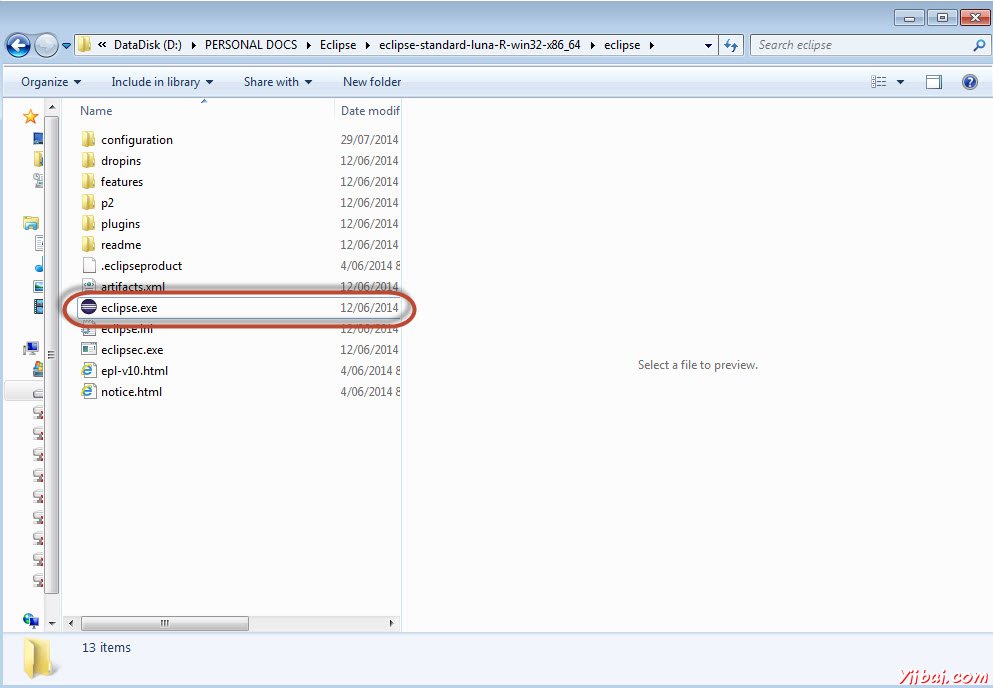 « DataDisk (D:) PERSONAL DOCS Eclipse eclipse-standard-luna-R-win32-x86_64 eclipse Search eclipse
Organize Include in library Share with New folder
Name Date modif
configuration 29/07/2014
dropins 12/06/2014
features 12/06/2014
p2 12/06/2014
plugins 12/06/2014
readme 12/06/2014
.eclipseproduct 4/06/2014 8
artifacts.xml 12/06/2014
eclipse.exe 12/06/2014
eclipse.ini 12/06/2014
eclipsec.exe 12/06/2014
epl-v10.html 4/06/2014 8
notice.html 4/06/2014 8
Select a file to preview.
13 items
Yiibai.com